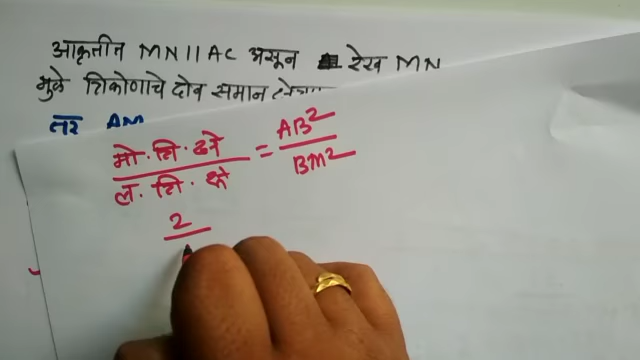 आकृतीत MN||AC असून रेख MN
मुळे त्रिकोणाचे दोन समान
तर AM
मो. त्रि. क्षे / ल. त्रि. क्षे = AB² / BM²
2